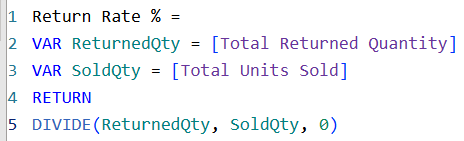 1 Return Rate % =
2 VAR ReturnedQty = [Total Returned Quantity]
3 VAR SoldQty = [Total Units Sold]
4 RETURN
5 DIVIDE(ReturnedQty, SoldQty, 0)